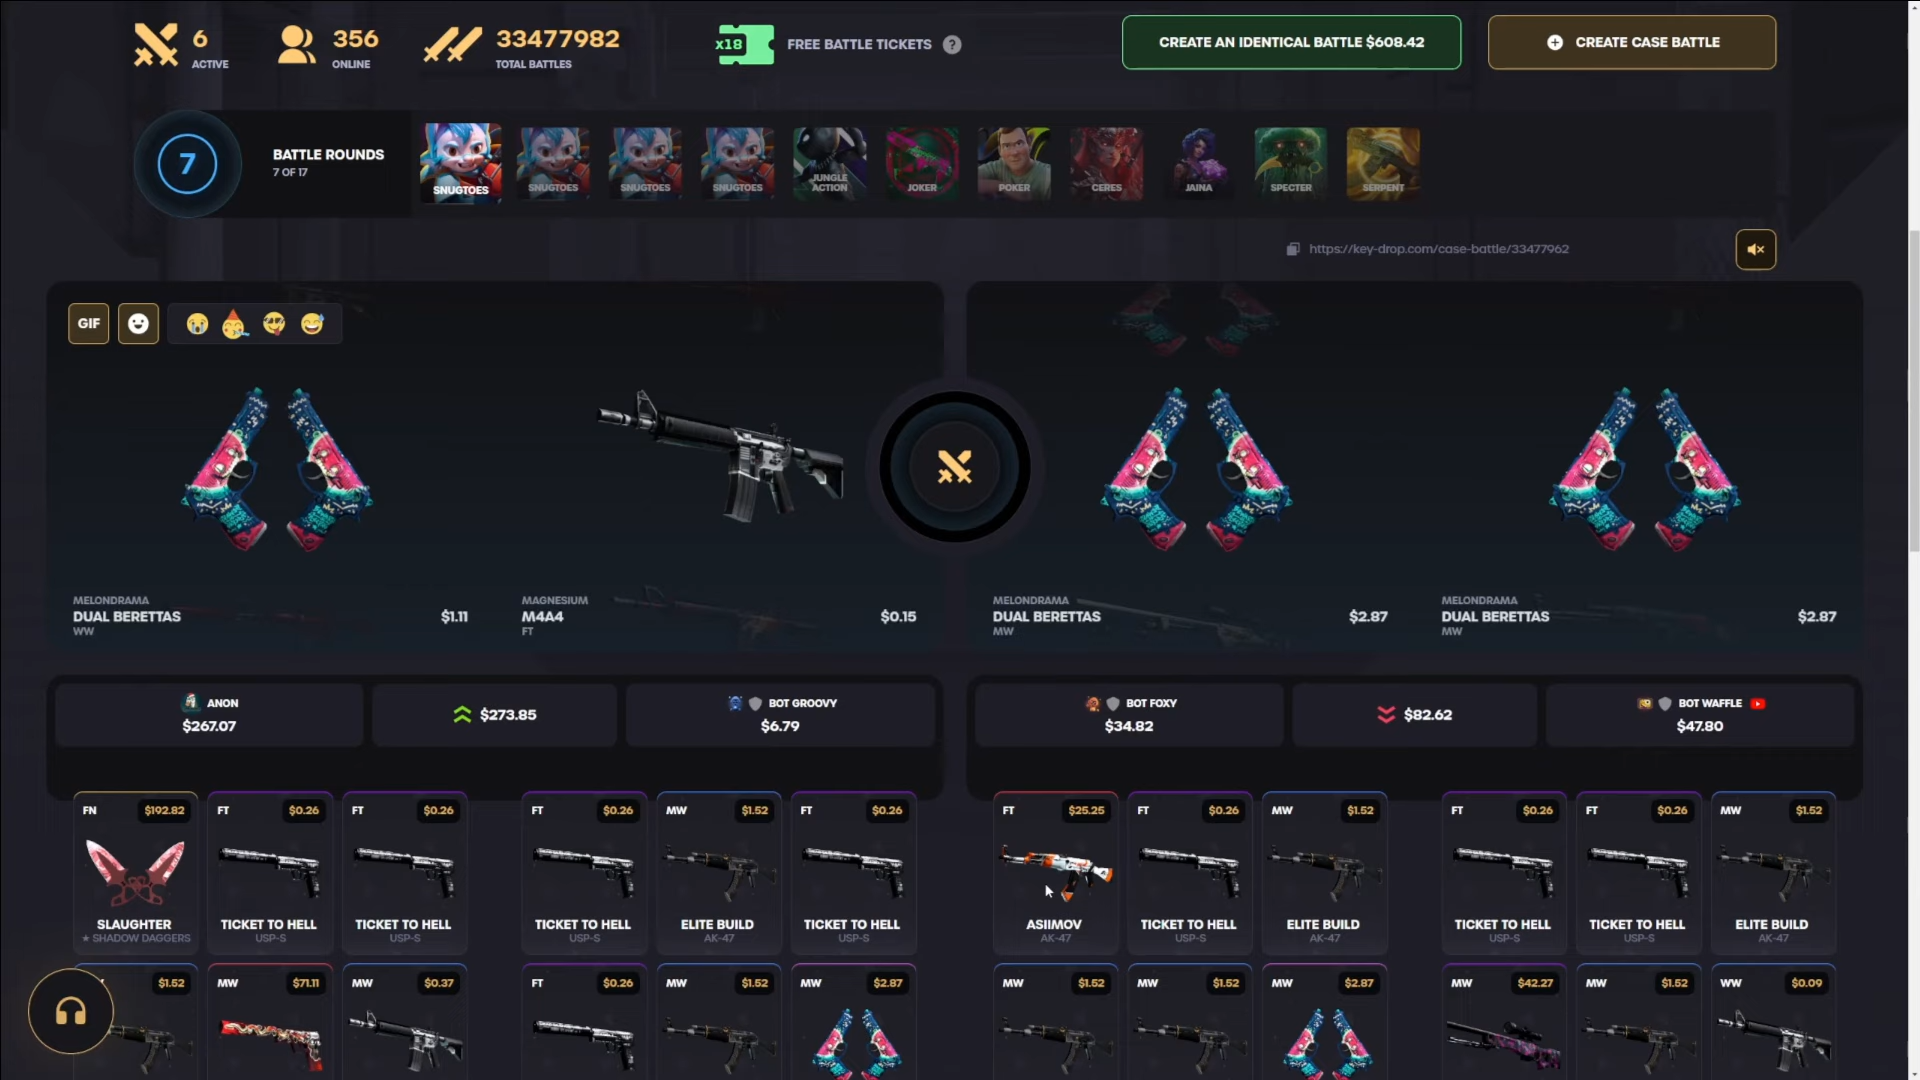 6
ACTIVE
356
ONLINE
33477982
TOTAL BATTLES
x18
FREE BATTLE TICKETS ?
CREATE AN IDENTICAL BATTLE $608.42
CREATE CASE BATTLE
7
BATTLE ROUNDS
7 OF 17
SNUGTOES
SNUGTOES
SNUGTOES
SNUGTOES
JUNGLE
ACTION
JOKER
POKER
CERES
JAINA
SPECTER
SERPENT
https://key-drop.com/case-battle/33477962
GIF
MELONDRAMA
DUAL BERETTAS $1.11
WW
MAGNESIUM
M4A4 $0.15
FT
MELONDRAMA
DUAL BERETTAS $2.87
MW
MELONDRAMA
DUAL BERETTAS $2.87
MW
ANON
$267.07
$273.85
BOT GROOVY
$6.79
BOT FOXY
$34.82
$82.62
BOT WAFFLE
$47.80
FN $192.82
SLAUGHTER
★ SHADOW DAGGERS
FT $0.26
TICKET TO HELL
USP-S
FT $0.26
TICKET TO HELL
USP-S
FT $0.26
TICKET TO HELL
USP-S
MW $1.52
ELITE BUILD
AK-47
FT $0.26
TICKET TO HELL
USP-S
FT $25.25
ASIIMOV
AK-47
FT $0.26
TICKET TO HELL
USP-S
MW $1.52
ELITE BUILD
AK-47
FT $0.26
TICKET TO HELL
USP-S
FT $0.26
TICKET TO HELL
USP-S
MW $1.52
ELITE BUILD
AK-47
$1.52
MW $71.11
MW $0.37
FT $0.26
MW $1.52
MW $2.87
MW $1.52
MW $1.52
MW $2.87
MW $42.27
MW $1.52
WW $0.09